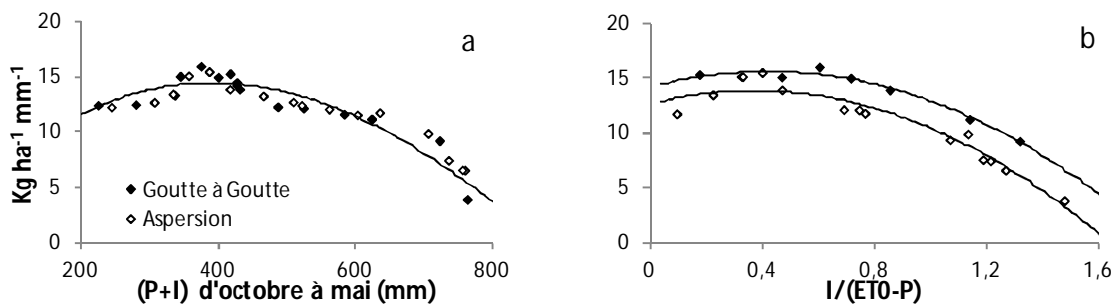 20
15
10
5
0
Kg ha-1 mm-1
a
Goutte à Goutte
Aspersion
200
400
600
800
(P+I) d'octobre à mai (mm)
20
15
10
5
0
b
0
0,4
0,8
1,2
1,6
I/(ET0-P)